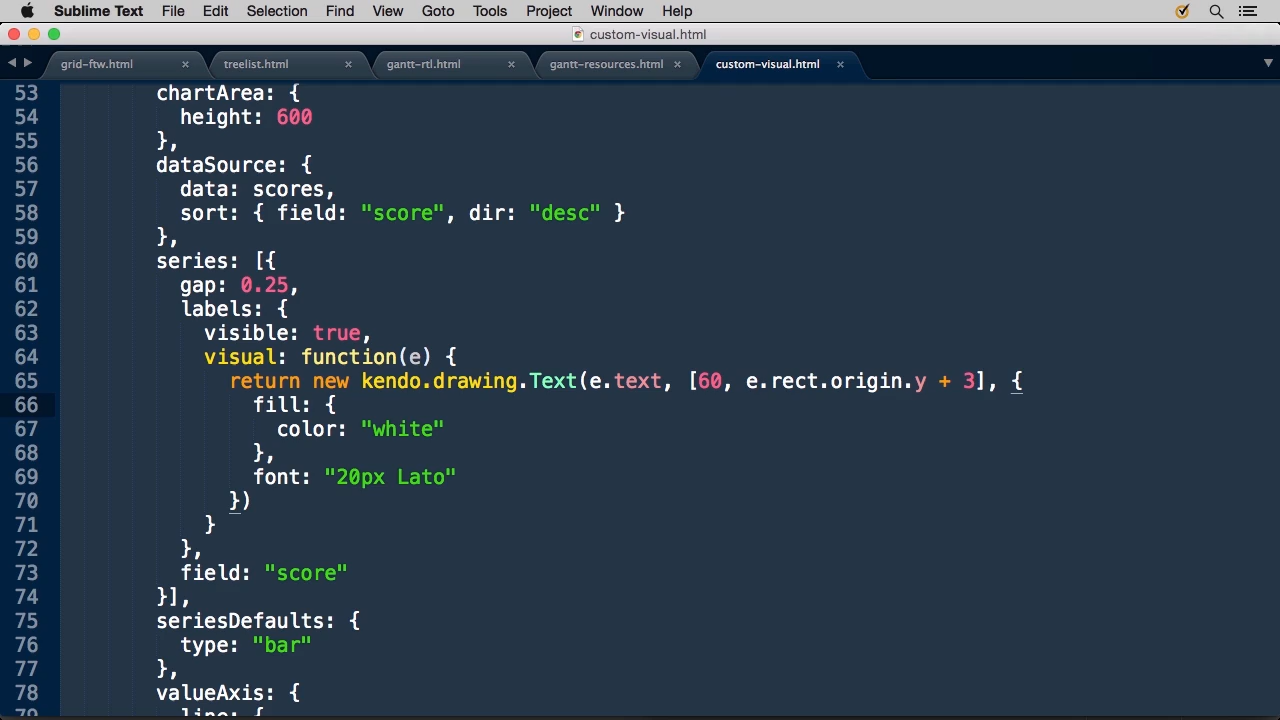 Sublime Text File Edit Selection Find View Goto Tools Project Window Help
custom-visual.html
grid-ftw.html × treelist.html × gantt-rtl.html × gantt-resources.html × custom-visual.html ×
53 chartArea: {
54 height: 600
55 },
56 dataSource: {
57 data: scores,
58 sort: { field: "score", dir: "desc" }
59 },
60 series: [{
61 gap: 0.25,
62 labels: {
63 visible: true,
64 visual: function(e) {
65 return new kendo.drawing.Text(e.text, [60, e.rect.origin.y + 3], {
66 fill: {
67 color: "white"
68 },
69 font: "20px Lato"
70 })
71 }
72 },
73 field: "score"
74 }],
75 seriesDefaults: {
76 type: "bar"
77 },
78 valueAxis: {
79 line: {